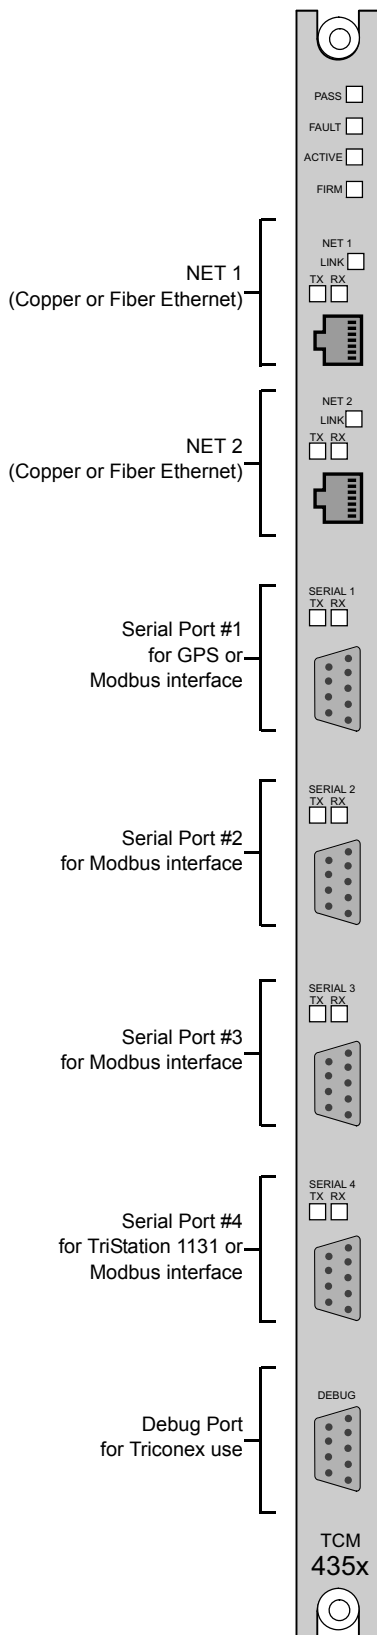 PASS
FAULT
ACTIVE
FIRM
NET 1
(Copper or Fiber Ethernet)
NET 1
LINK
TX RX
NET 2
(Copper or Fiber Ethernet)
NET 2
LINK
TX RX
Serial Port #1
for GPS or
Modbus interface
SERIAL 1
TX RX
Serial Port #2
for Modbus interface
SERIAL 2
TX RX
Serial Port #3
for Modbus interface
SERIAL 3
TX RX
Serial Port #4
for TriStation 1131 or
Modbus interface
SERIAL 4
TX RX
Debug Port
for Triconex use
DEBUG
TCM
435x